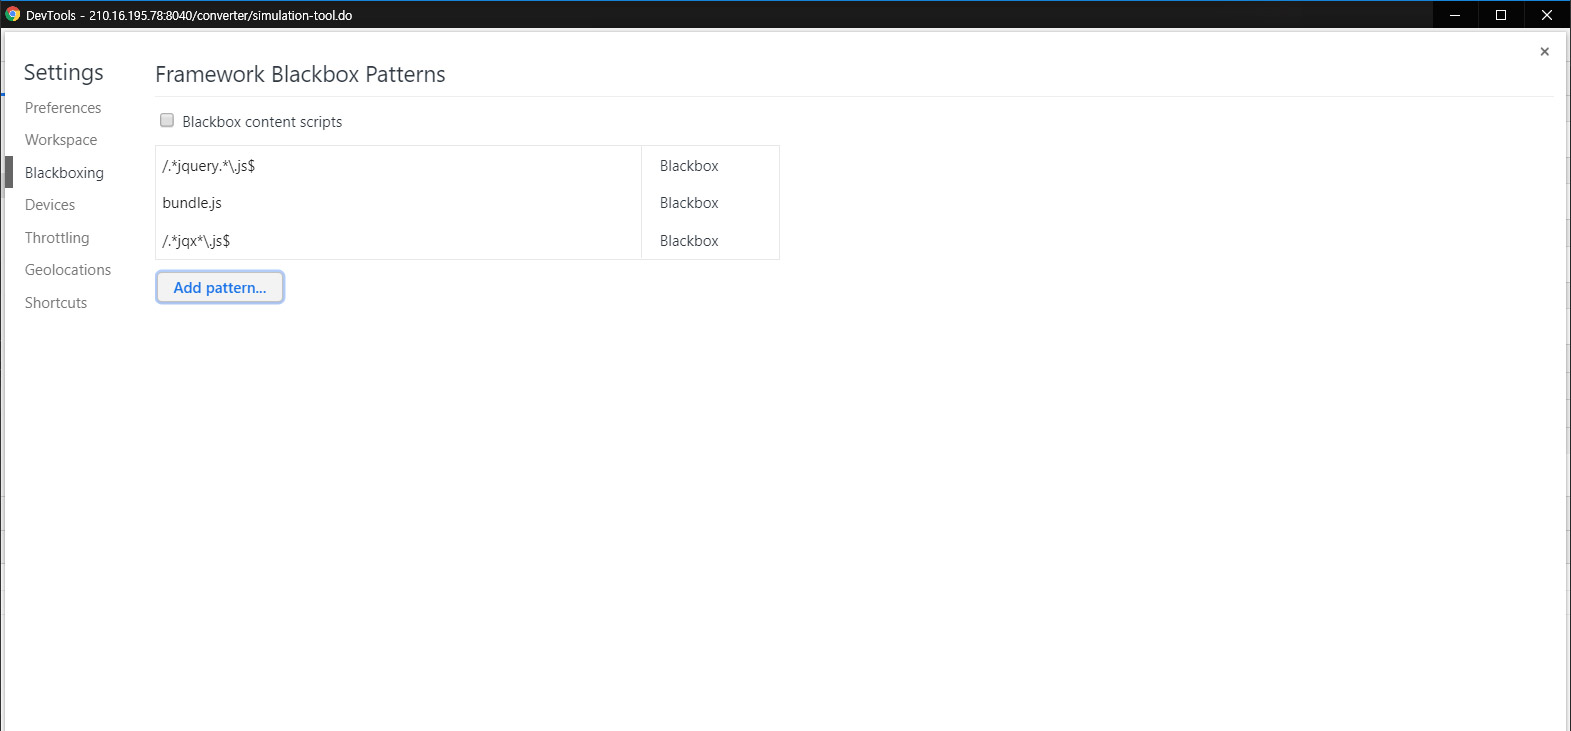 DevTools - 210.16.195.78:8040/converter/simulation-tool.do
Settings
Preferences
Workspace
Blackboxing
Devices
Throttling
Geolocations
Shortcuts
Framework Blackbox Patterns
Blackbox content scripts
/.*jquery.*\.js$ Blackbox
bundle.js Blackbox
/.*jqx*\.js$ Blackbox
Add pattern...